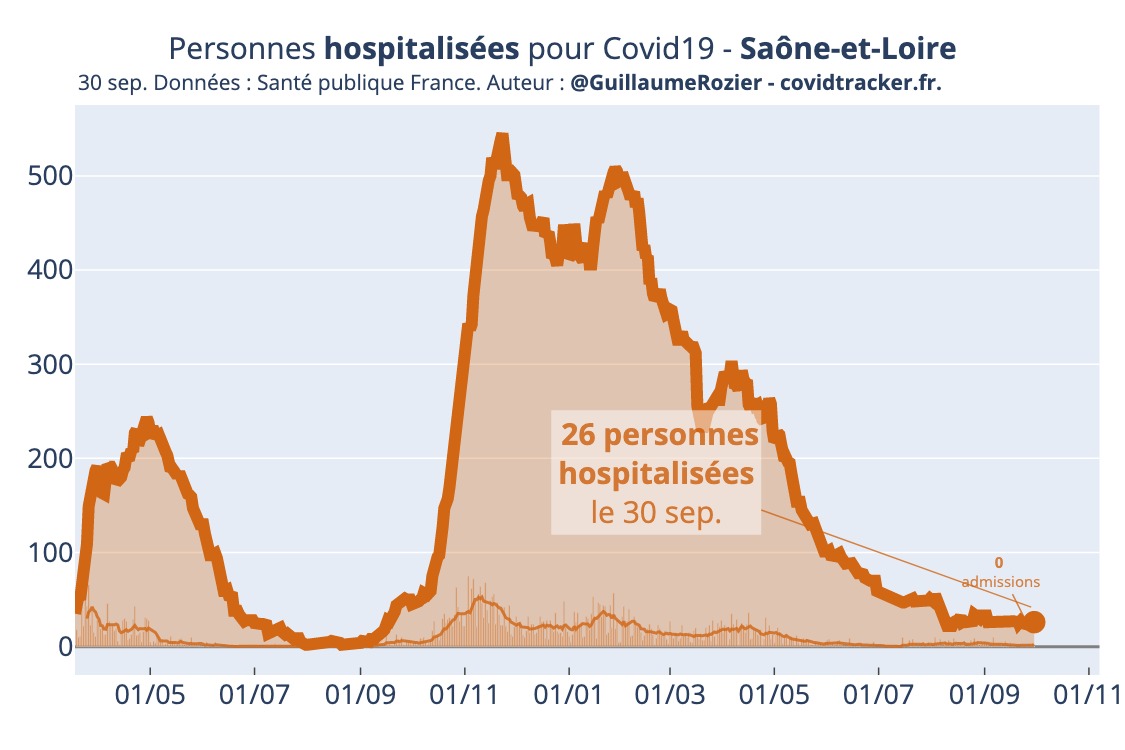 Personnes hospitalisées pour Covid19 - Saône-et-Loire
30 sep. Données : Santé publique France. Auteur : @GuillaumeRozier - covidtracker.fr.
500
400
300
200
100
0
26 personnes
hospitalisées
le 30 sep.
0
admissions
01/05 01/07 01/09 01/11 01/01 01/03 01/05 01/07 01/09 01/11